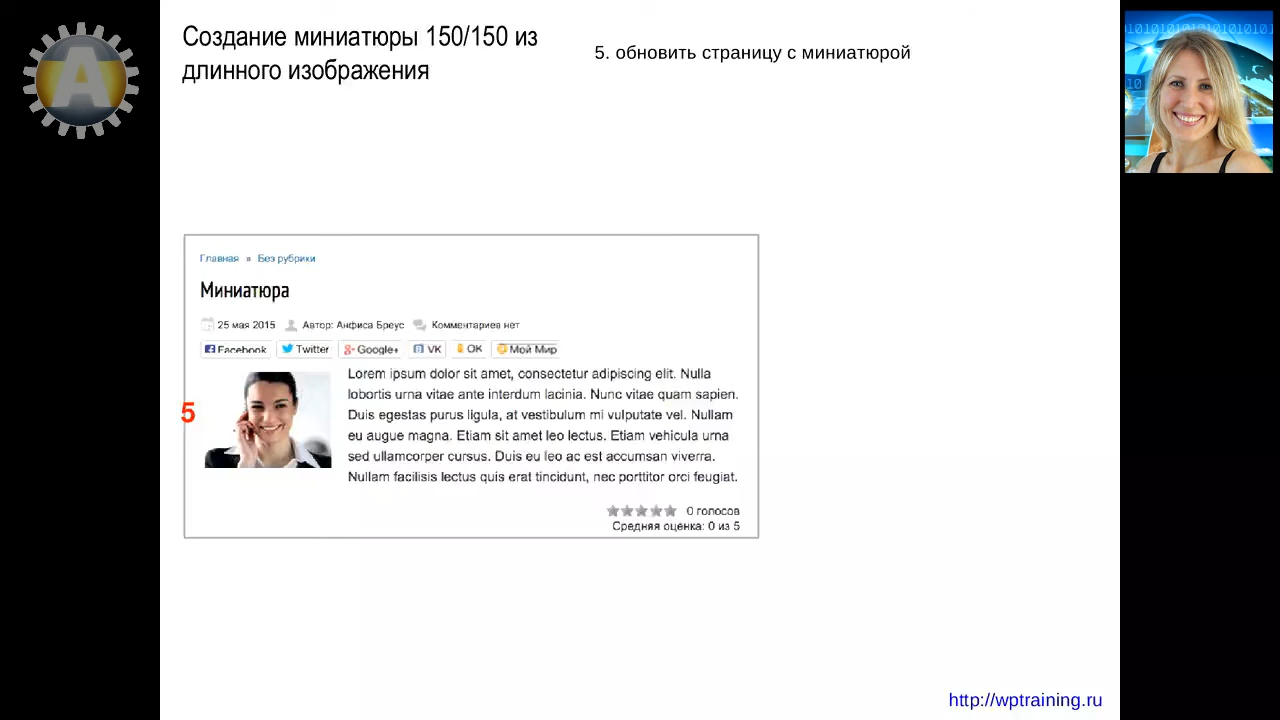 Создание миниатюры 150/150 из
длинного изображения
5. обновить страницу с миниатюрой
A
Главная » Без рубрики
Миниатюра
25 мая 2015 Автор: Анфиса Бреус Комментариев нет
Facebook Twitter Google+ VK OK Мой Мир
5
Lorem ipsum dolor sit amet, consectetur adipiscing elit. Nulla
lobortis urna vitae ante interdum lacinia. Nunc vitae quam sapien.
Duis egestas purus ligula, at vestibulum mi vulputate vel. Nullam
eu augue magna. Etiam sit amet leo lectus. Etiam vehicula urna
sed ullamcorper cursus. Duis eu leo ac est accumsan viverra.
Nullam facilisis lectus quis erat tincidunt, nec porttitor orci feugiat.
0 голосов
Средняя оценка: 0 из 5
http://wptraining.ru